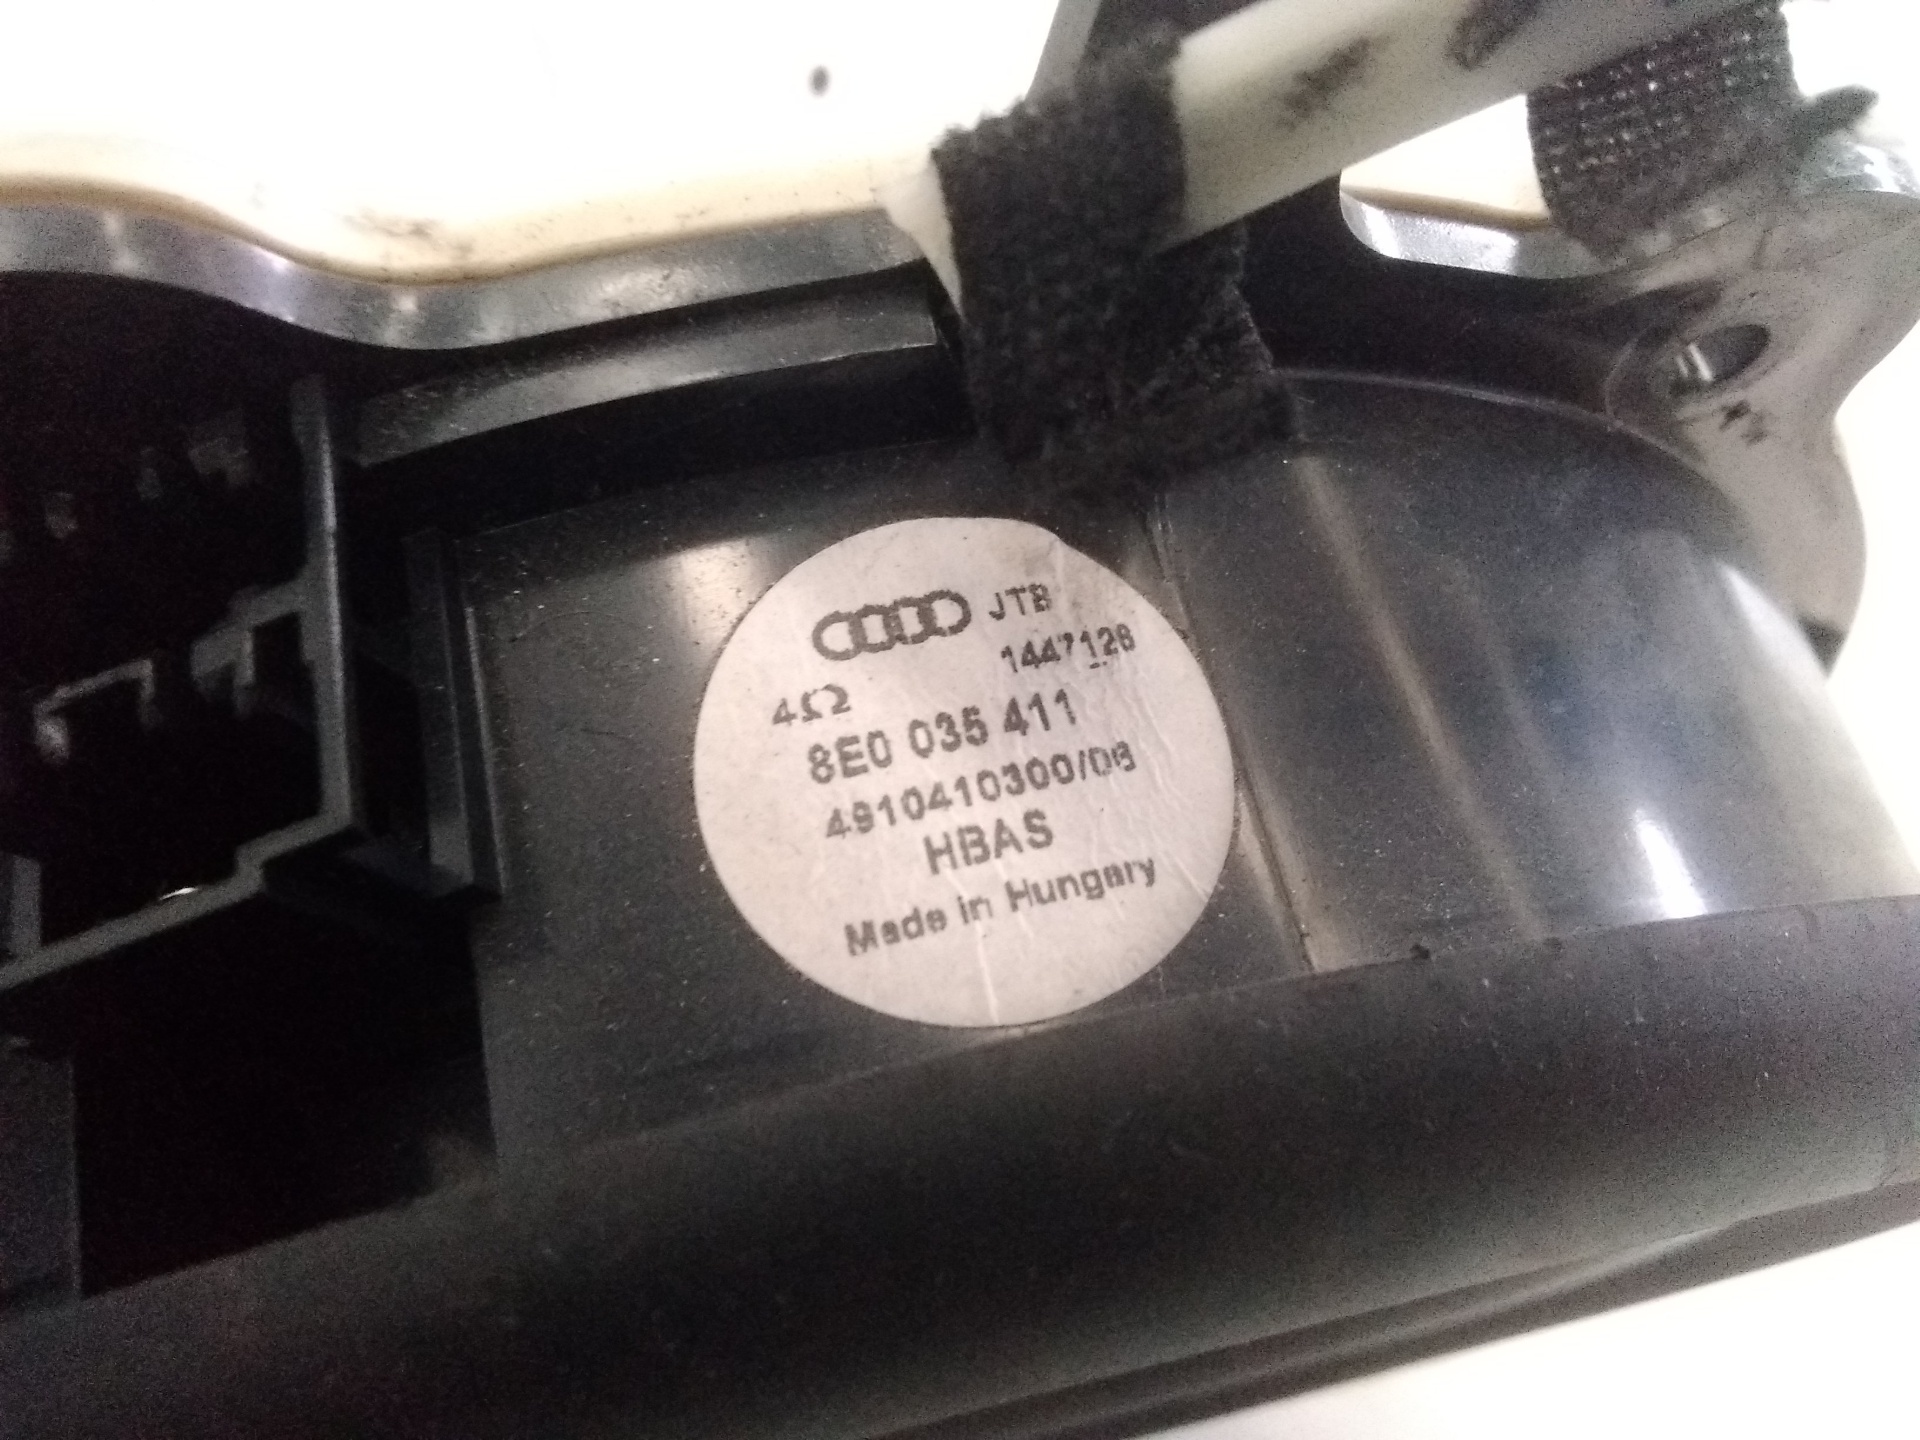 JTB
1447126
4Ω
8E0 035 411
4910410300/06
HBAS
Made in Hungary